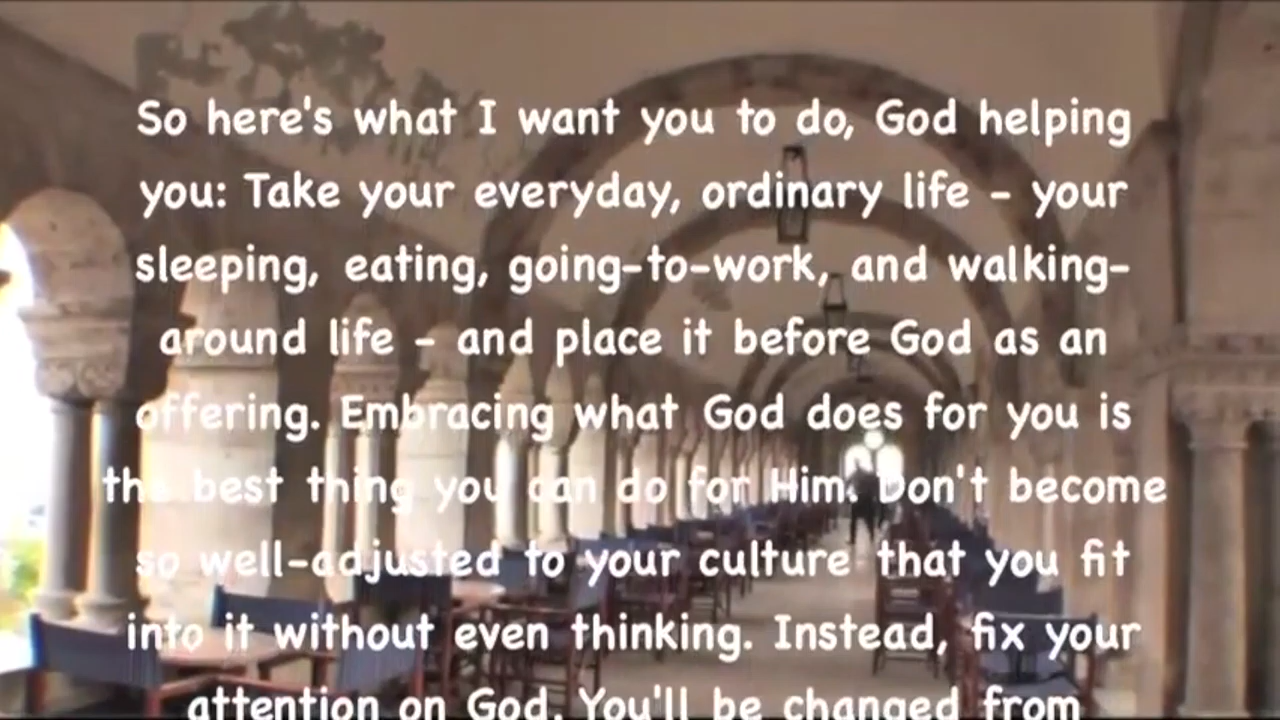 So here's what I want you to do, God helping
you: Take your everyday, ordinary life - your
sleeping, eating, going-to-work, and walking-
around life - and place it before God as an
offering. Embracing what God does for you is
the best thing you can do for Him. Don't become
so well-adjusted to your culture that you fit
into it without even thinking. Instead, fix your
attention on God. You'll be changed from